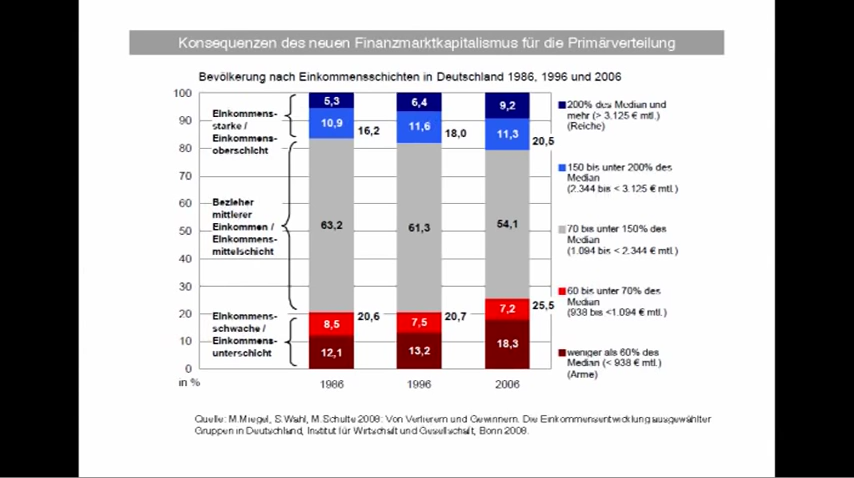 Konsequenzen des neuen Finanzmarktkapitalismus für die Primärverteilung
Bevölkerung nach Einkommensschichten in Deutschland 1986, 1996 und 2006
100
90
80
70
60
50
40
30
20
10
0
in %
Einkommens-
starke /
Einkommens-
oberschicht
Bezieher
mittlerer
Einkommen /
Einkommens-
mittelschicht
Einkommens-
schwache /
Einkommens-
unterschicht
5,3
10,9
16,2
63,2
20,6
8,5
12,1
1986
6,4
11,6
18,0
61,3
20,7
7,5
13,2
1996
9,2
11,3
20,5
54,1
25,5
7,2
18,3
2006
200% des Median und
mehr (> 3.125 € mtl.)
(Reiche)
150 bis unter 200% des
Median
(2.344 bis < 3.125 € mtl.)
70 bis unter 150% des
Median
(1.094 bis < 2.344 € mtl.)
60 bis unter 70% des
Median
(938 bis <1.094 € mtl.)
weniger als 60% des
Median (< 938 € mtl.)
(Arme)
Quelle: M.Miegel, S.Wahl, M.Schulte 2008: Von Verlierern und Gewinnern. Die Einkommensentwicklung ausgewählter
Gruppen in Deutschland, Institut für Wirtschaft und Gesellschaft, Bonn 2008.